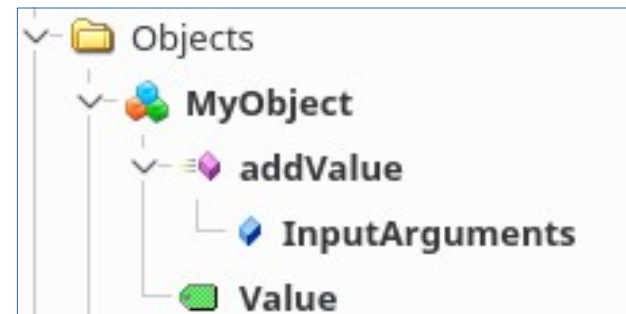 Objects
MyObject
addValue
InputArguments
Value